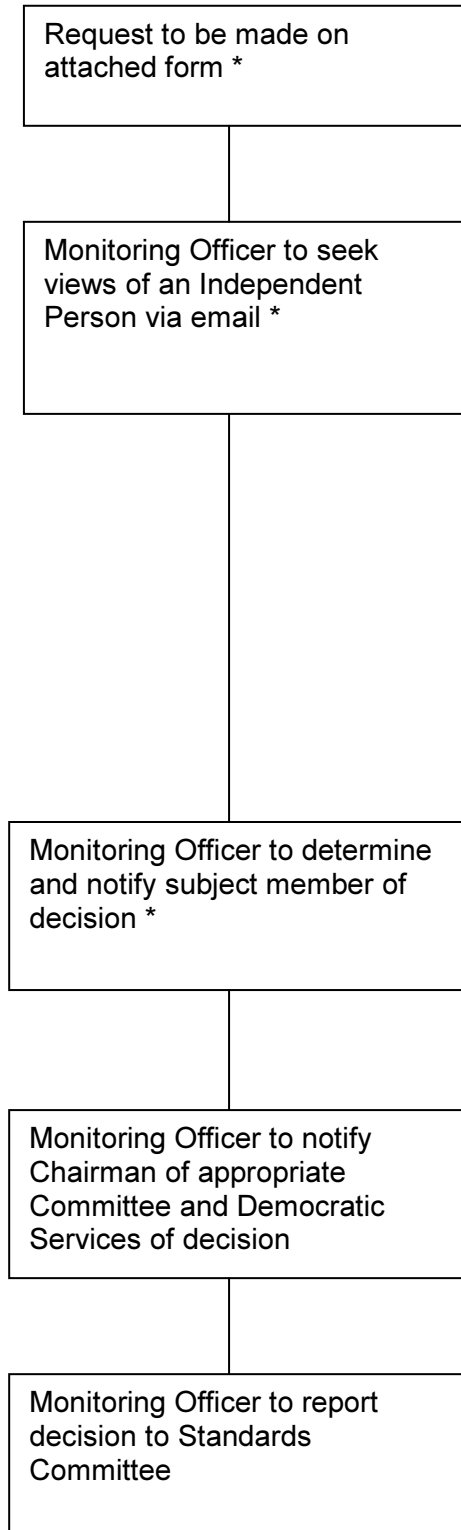 Request to be made on
attached form *
Monitoring Officer to seek
views of an Independent
Person via email *
Monitoring Officer to determine
and notify subject member of
decision *
Monitoring Officer to notify
Chairman of appropriate
Committee and Democratic
Services of decision
Monitoring Officer to report
decision to Standards
Committee